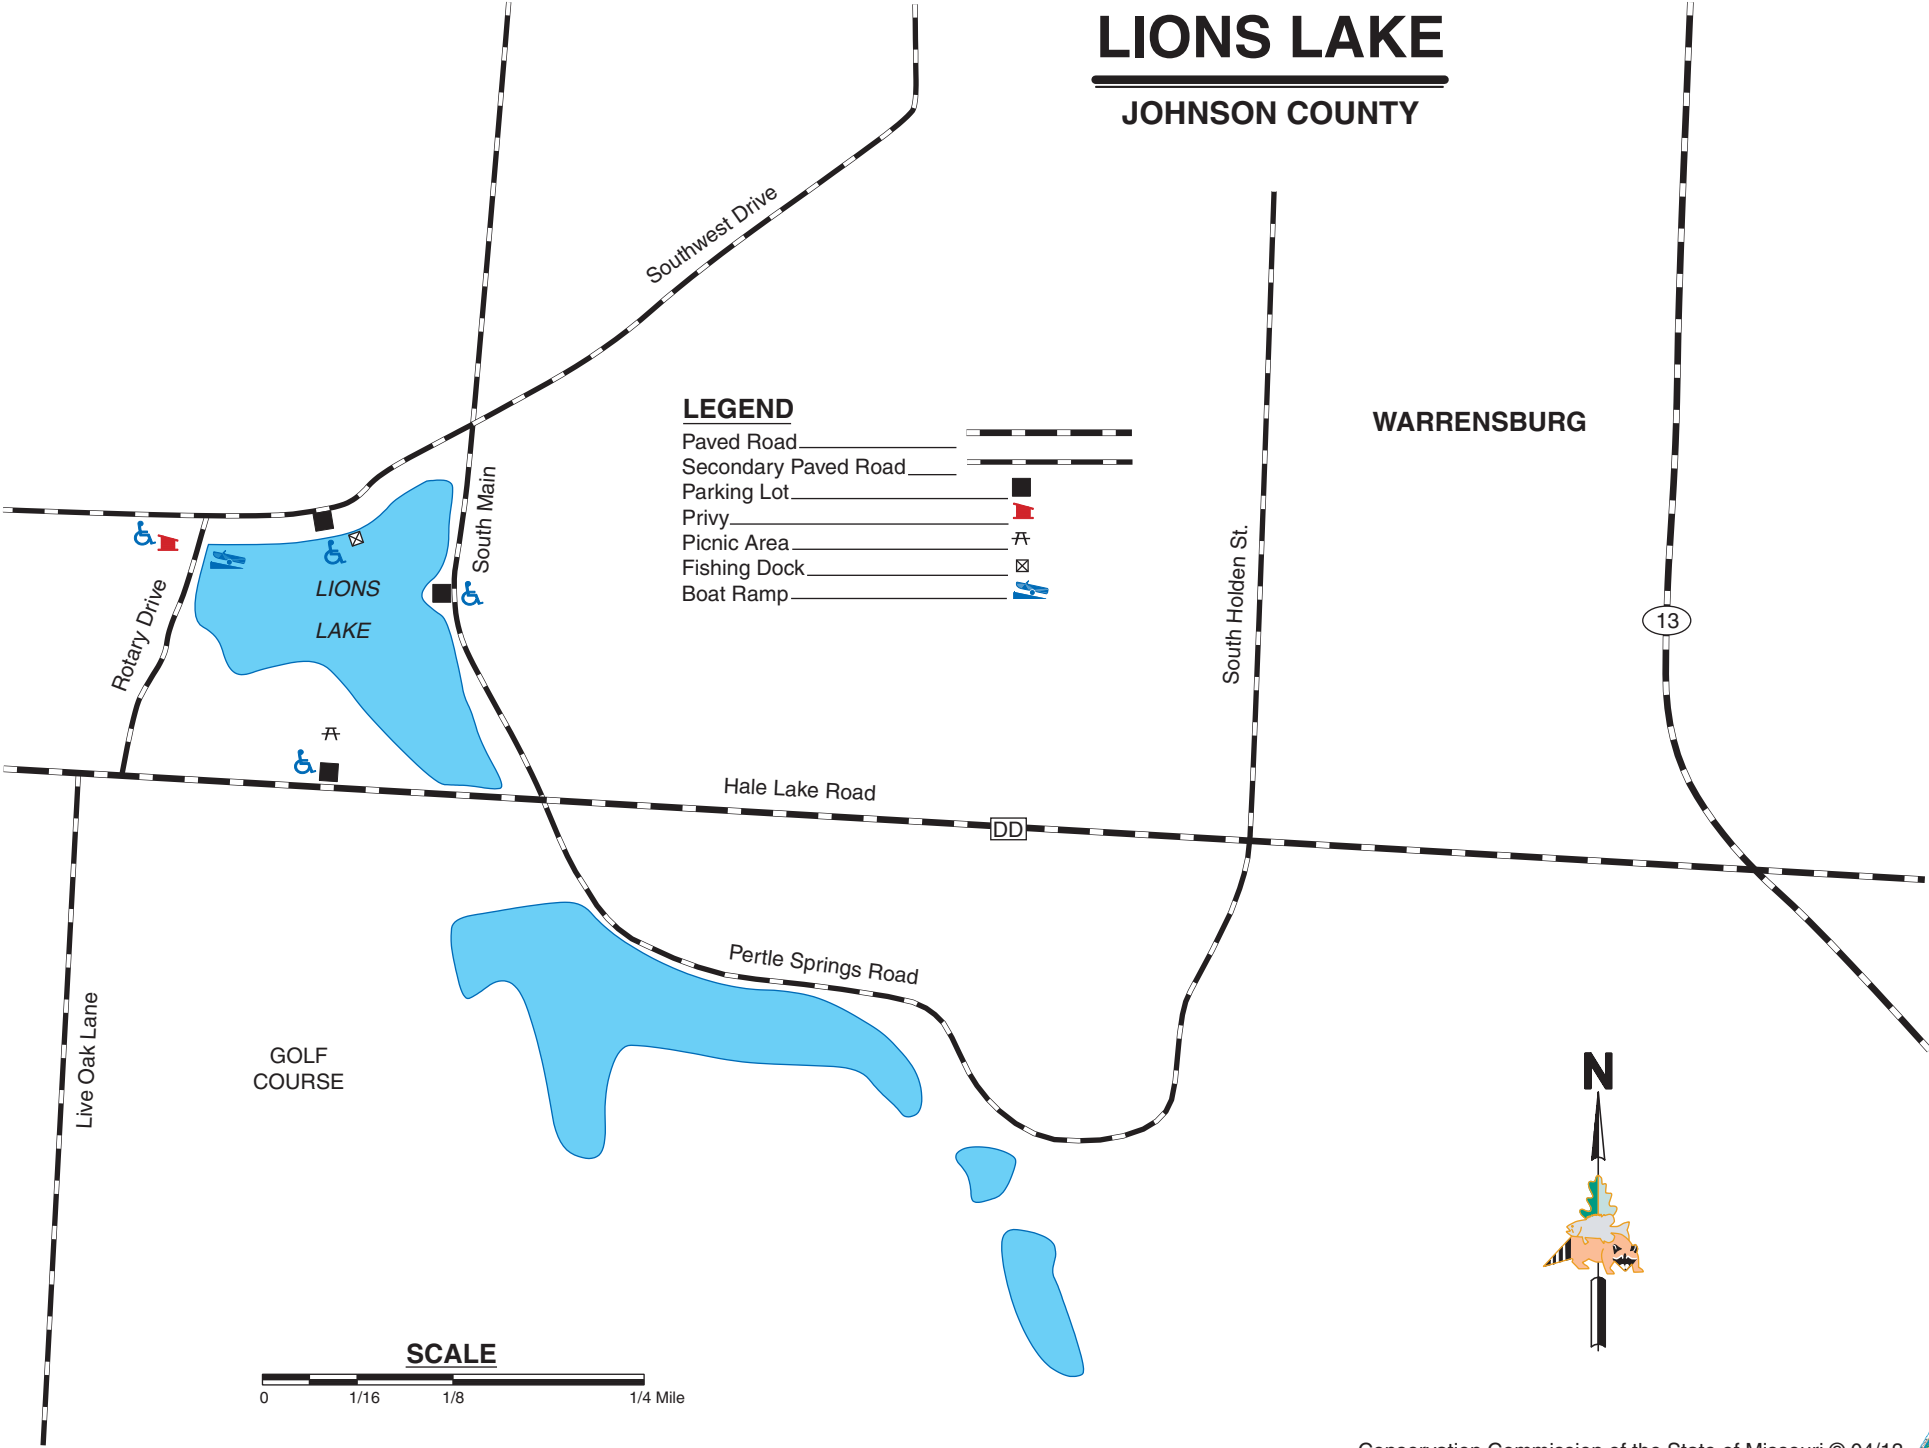 LIONS LAKE
JOHNSON COUNTY
Southwest Drive
LEGEND
Paved Road
Secondary Paved Road
Parking Lot
Privy
Picnic Area
Fishing Dock
Boat Ramp
WARRENSBURG
South Main
Rotary Drive
LIONS
LAKE
South Holden St.
13
Hale Lake Road
DD
Pertle Springs Road
Live Oak Lane
GOLF
COURSE
N
SCALE
0 1/16 1/8 1/4 Mile